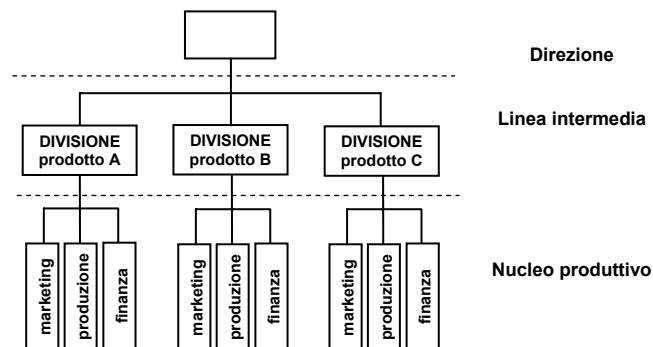 Direzione
Linea intermedia
DIVISIONE
prodotto A
DIVISIONE
prodotto B
DIVISIONE
prodotto C
marketing
produzione
finanza
marketing
produzione
finanza
marketing
produzione
finanza
Nucleo produttivo